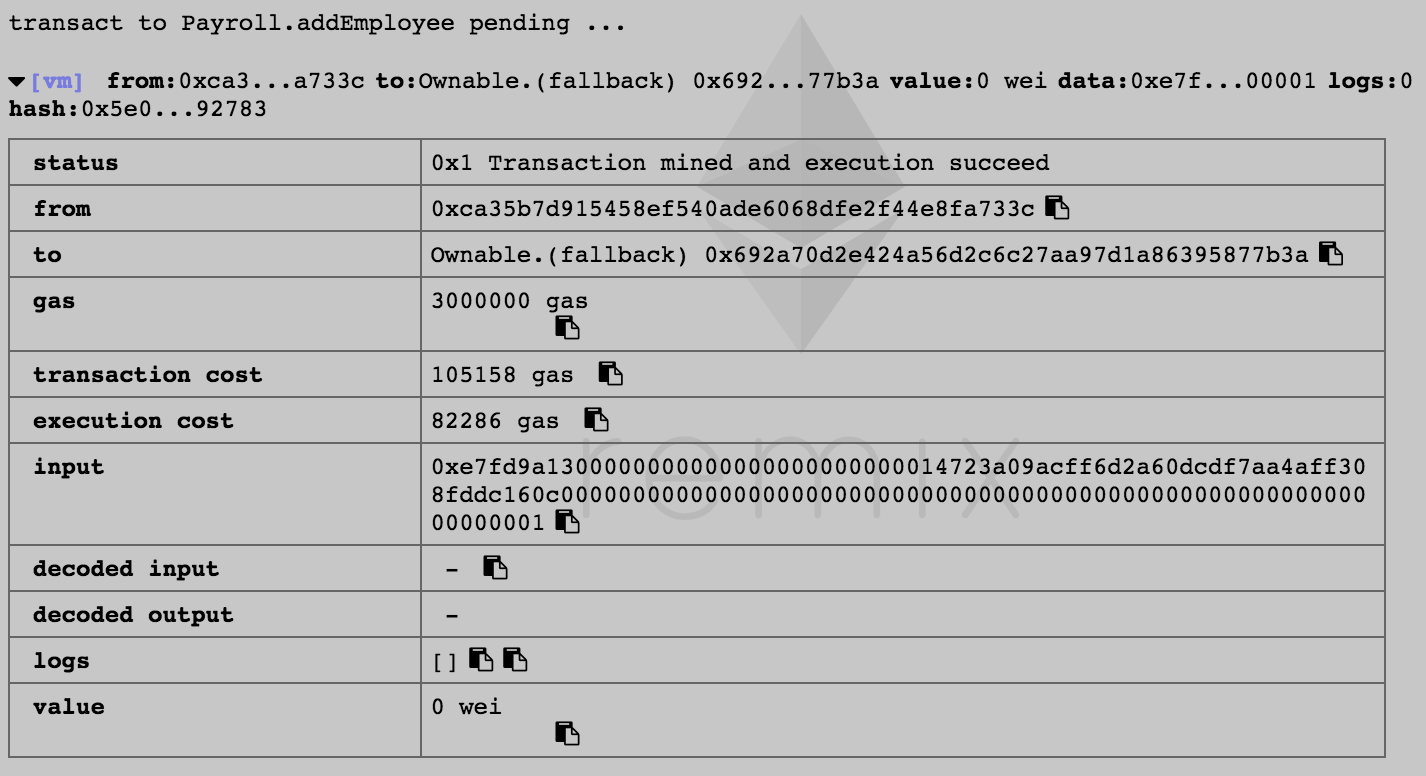 transact to Payroll.addEmployee pending ...
[vm] from:0xca3...a733c to:Ownable.(fallback) 0x692...77b3a value:0 wei data:0xe7f...00001 logs:0
hash:0x5e0...92783
status 0x1 Transaction mined and execution succeed
from 0xca35b7d915458ef540ade6068dfe2f44e8fa733c
to Ownable.(fallback) 0x692a70d2e424a56d2c6c27aa97d1a86395877b3a
gas 3000000 gas
transaction cost 105158 gas
execution cost 82286 gas
remix
input 0xe7fd9a1300000000000000000000000014723a09acff6d2a60dcdf7aa4aff30
8fddc160c00000000000000000000000000000000000000000000000000000000
00000001
decoded input -
decoded output -
logs []
value 0 wei